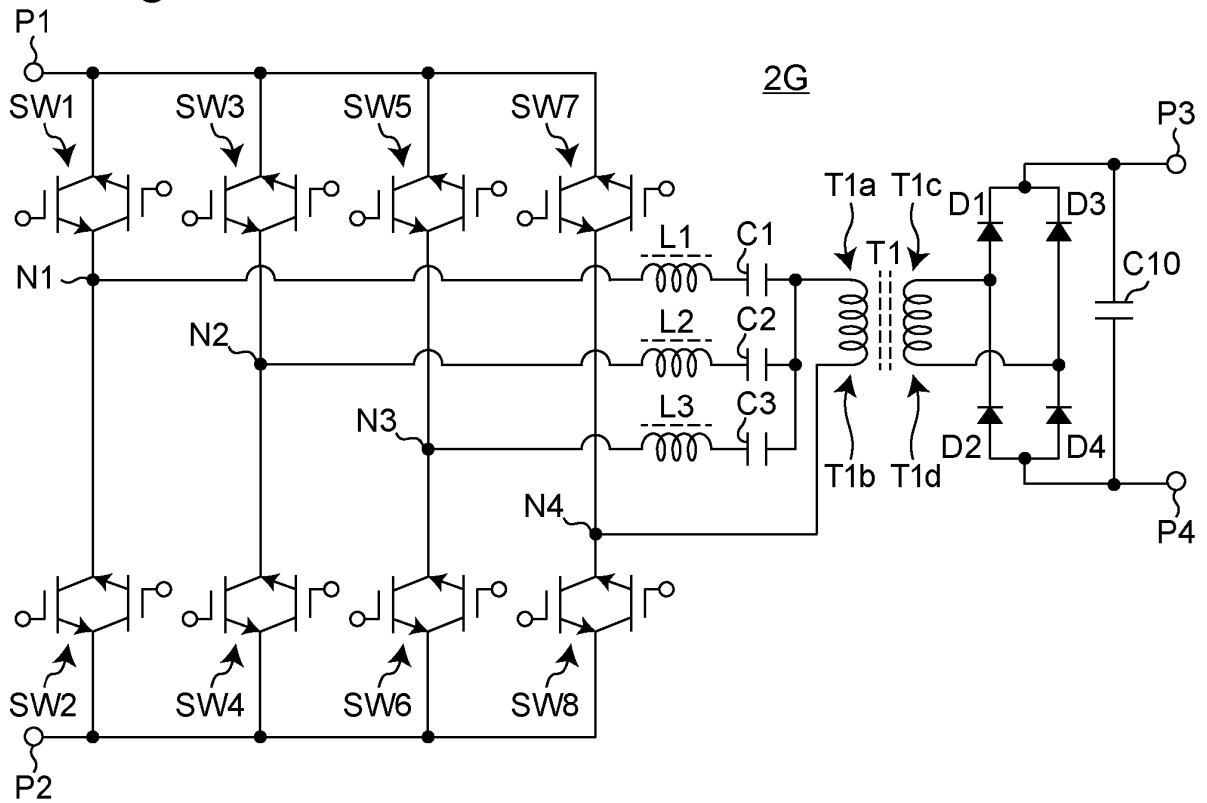 P1
2G
SW1 SW3 SW5 SW7
P3
T1a T1c
D1 D3
L1 C1
T1
N1
C10
N2
L2 C2
L3 C3
N3
D2 D4
T1b T1d
N4
P4
SW2 SW4 SW6 SW8
P2